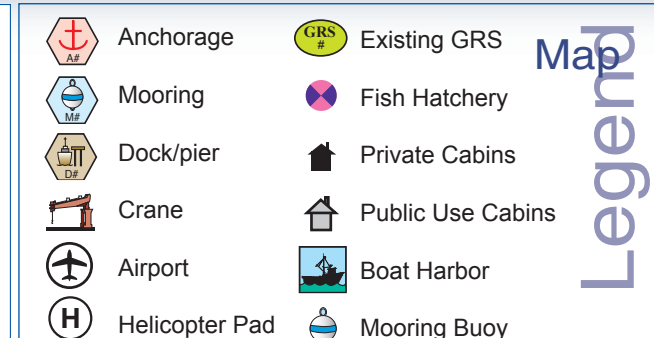 Map
Legend
A#
Anchorage
M#
Mooring
D#
Dock/pier
Crane
Airport
H
Helicopter Pad
GRS
#
Existing GRS
Fish Hatchery
Private Cabins
Public Use Cabins
Boat Harbor
Mooring Buoy